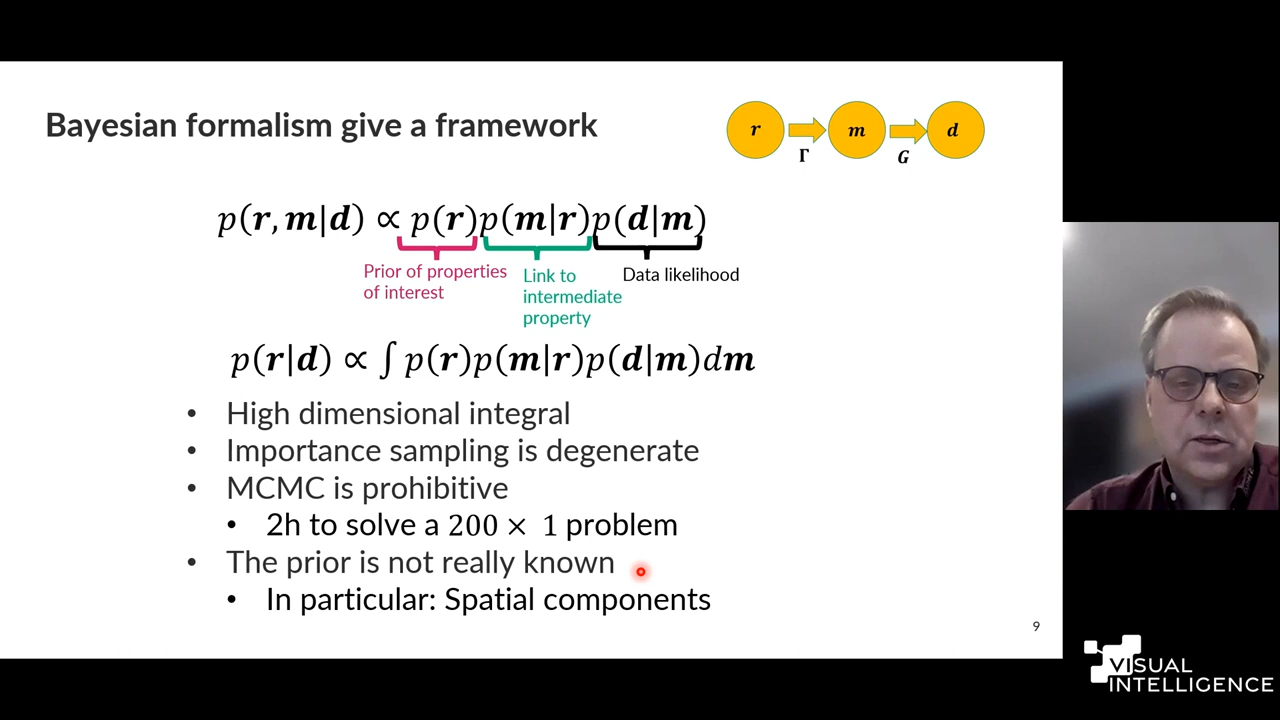 Bayesian formalism give a framework
r m d
Γ G
p(r, m|d) ∝ p(r)p(m|r)p(d|m)
Prior of properties
of interest
Link to
intermediate
property
Data likelihood
p(r|d) ∝ ∫ p(r)p(m|r)p(d|m)dm
• High dimensional integral
• Importance sampling is degenerate
• MCMC is prohibitive
• 2h to solve a 200 × 1 problem
• The prior is not really known
• In particular: Spatial components
9
VISUAL
INTELLIGENCE